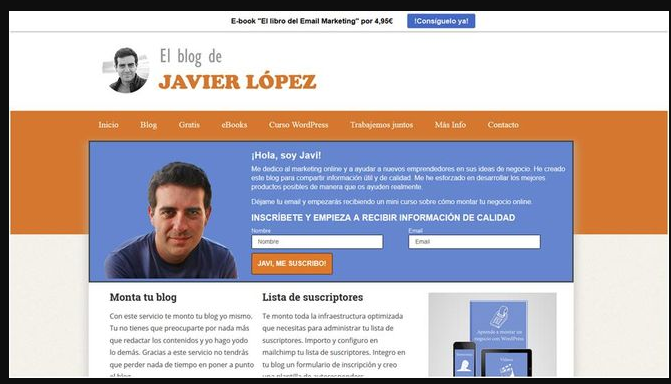 E-book "El libro del Email Marketing" por 4,95€
!Consíguelo ya!
El blog de
JAVIER LÓPEZ
Inicio Blog Gratis eBooks Curso WordPress Trabajemos juntos Más Info Contacto
¡Hola, soy Javi!
Me dedico al marketing online y a ayudar a nuevos emprendedores en sus ideas de negocio. He creado
este blog para compartir información útil y de calidad. Me he esforzado en desarrollar los mejores
productos posibles de manera que os ayuden realmente.
Déjame tu email y empezarás recibiendo un mini curso sobre cómo montar tu negocio online.
INSCRÍBETE Y EMPIEZA A RECIBIR INFORMACIÓN DE CALIDAD
Nombre Email
Nombre Email
JAVI, ME SUSCRIBO!
Monta tu blog
Con este servicio te monto tu blog yo mismo.
Tu no tienes que preocuparte por nada más
que redactar los contenidos y yo hago yodo
lo demás. Gracias a este servicio no tendrás
que perder nada de tiempo en poner a punto
el blog
Lista de suscriptores
Te monto toda la infraestructura optimizada
que necesitas para administrar tu lista de
suscriptores. Importo y configuro en
mailchimp tu lista de suscriptores. Integro en
tu blog un formulario de inscripción y creo
una plantilla de autoresponders
Aprende a montar un
negocio con WordPress